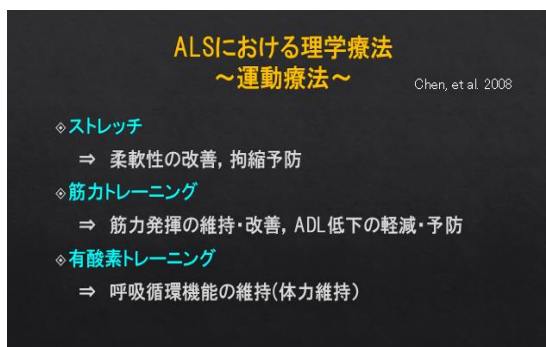 ALSにおける理学療法
～運動療法～
Chen, et al. 2008
◈ストレッチ
⇒ 柔軟性の改善, 拘縮予防
◈筋力トレーニング
⇒ 筋力発揮の維持・改善, ADL低下の軽減・予防
◈有酸素トレーニング
⇒ 呼吸循環機能の維持(体力維持)